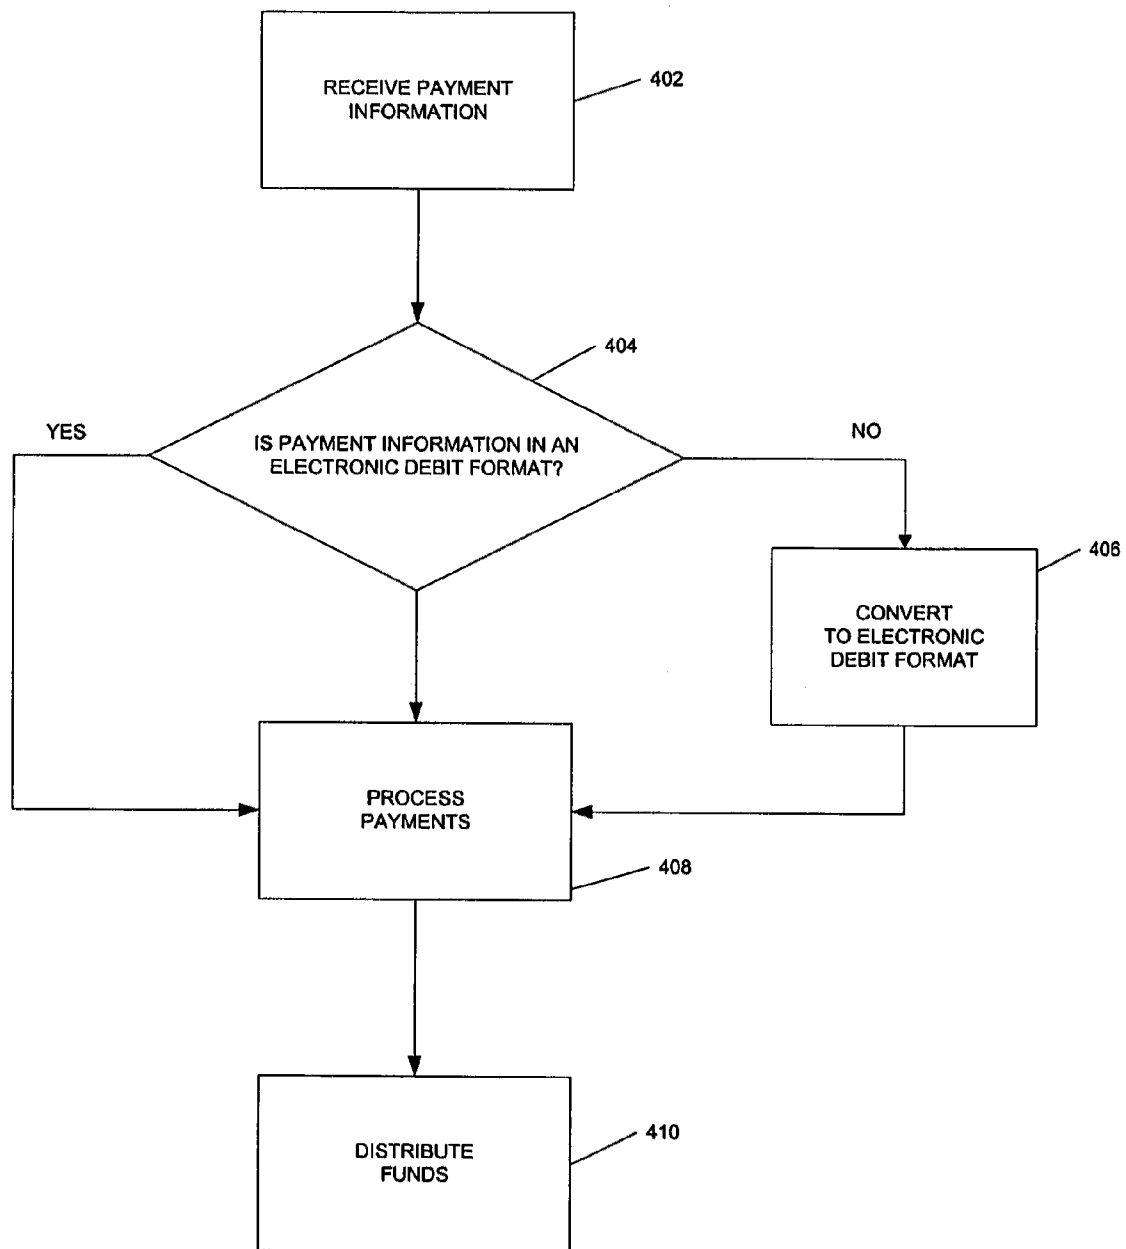 RECEIVE PAYMENT
INFORMATION
402
404
YES
IS PAYMENT INFORMATION IN AN
ELECTRONIC DEBIT FORMAT?
NO
406
CONVERT
TO ELECTRONIC
DEBIT FORMAT
PROCESS
PAYMENTS
408
DISTRIBUTE
FUNDS
410